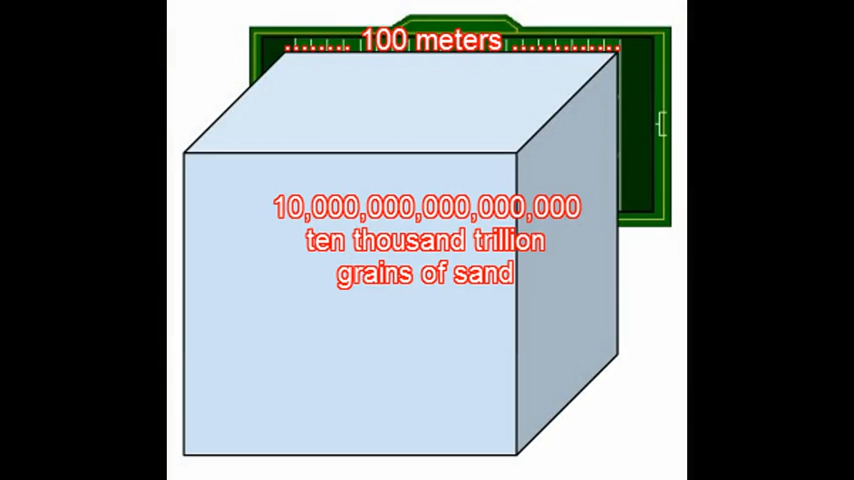 ........ 100 meters .............
10,000,000,000,000,000
ten thousand trillion
grains of sand